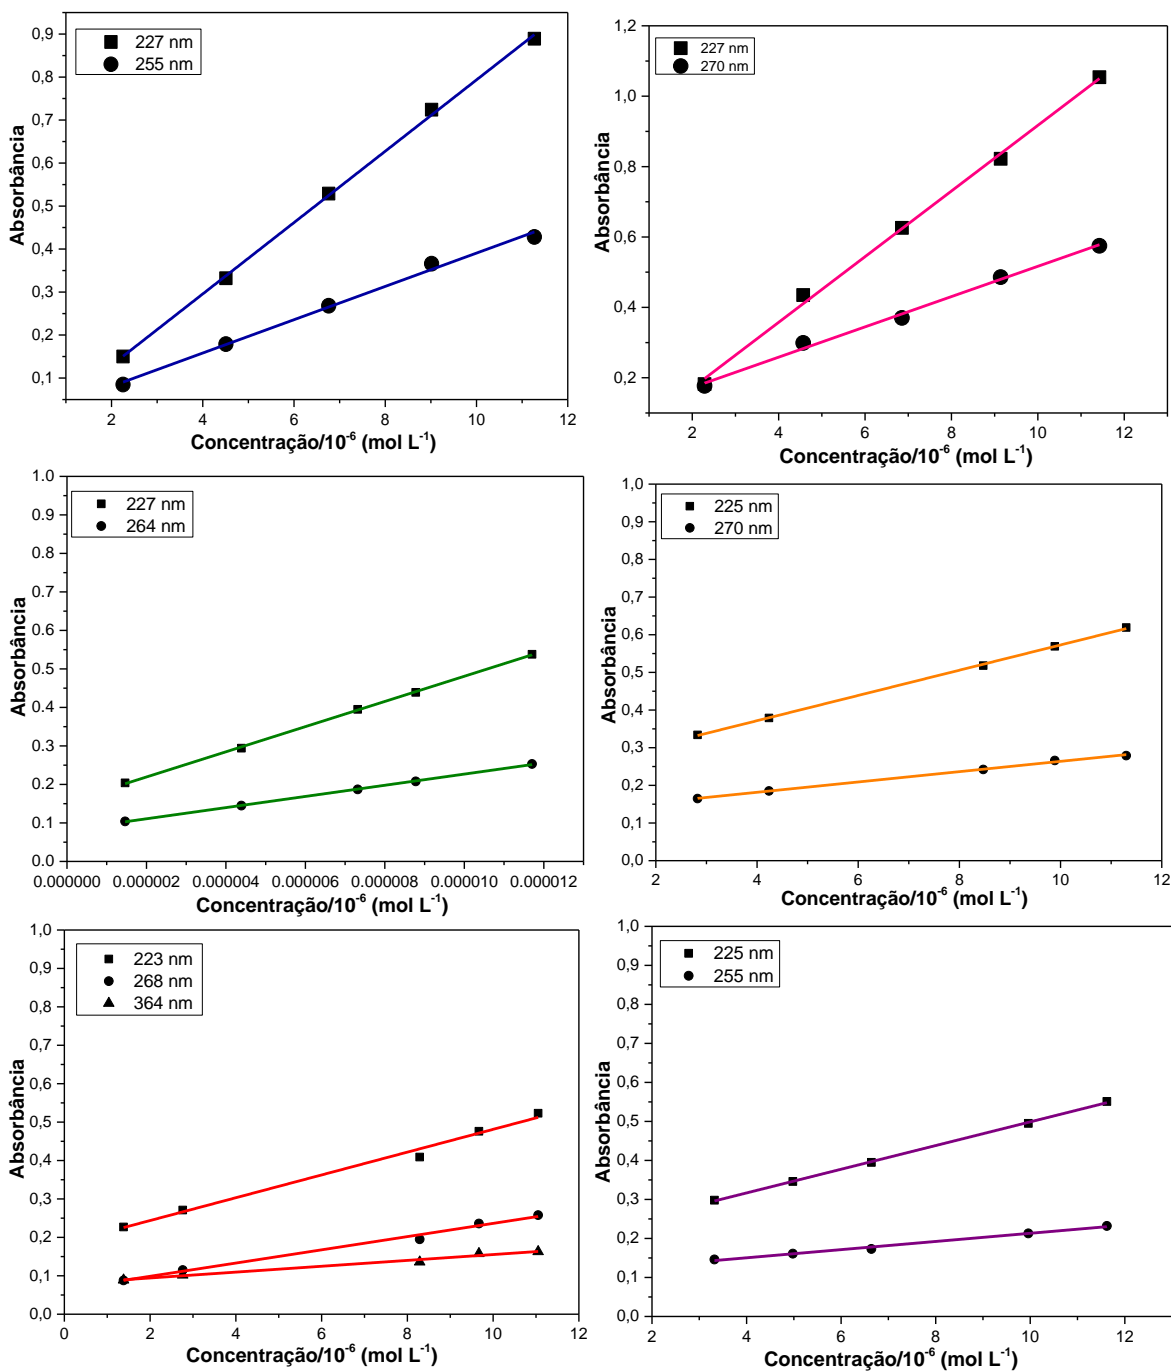 0,9
0,8
0,7
0,6
0,5
0,4
0,3
0,2
0,1
Absorbância
227 nm
255 nm
2 4 6 8 10 12
Concentração/10⁻⁶ (mol L⁻¹)
1,2
1,0
0,8
0,6
0,4
0,2
Absorbância
227 nm
270 nm
2 4 6 8 10 12
Concentração/10⁻⁶ (mol L⁻¹)
1.0
0.9
0.8
0.7
0.6
0.5
0.4
0.3
0.2
0.1
0.0
Absorbância
227 nm
264 nm
0.000000 0.000002 0.000004 0.000006 0.000008 0.000010 0.000012
Concentração/10⁻⁶ (mol L⁻¹)
1,0
0,9
0,8
0,7
0,6
0,5
0,4
0,3
0,2
0,1
0,0
Absorbância
225 nm
270 nm
2 4 6 8 10 12
Concentração/10⁻⁶ (mol L⁻¹)
1,0
0,9
0,8
0,7
0,6
0,5
0,4
0,3
0,2
0,1
0,0
Absorbância
223 nm
268 nm
364 nm
0 2 4 6 8 10 12
Concentração/10⁻⁶ (mol L⁻¹)
1,0
0,9
0,8
0,7
0,6
0,5
0,4
0,3
0,2
0,1
0,0
Absorbância
225 nm
255 nm
2 4 6 8 10 12
Concentração/10⁻⁶ (mol L⁻¹)